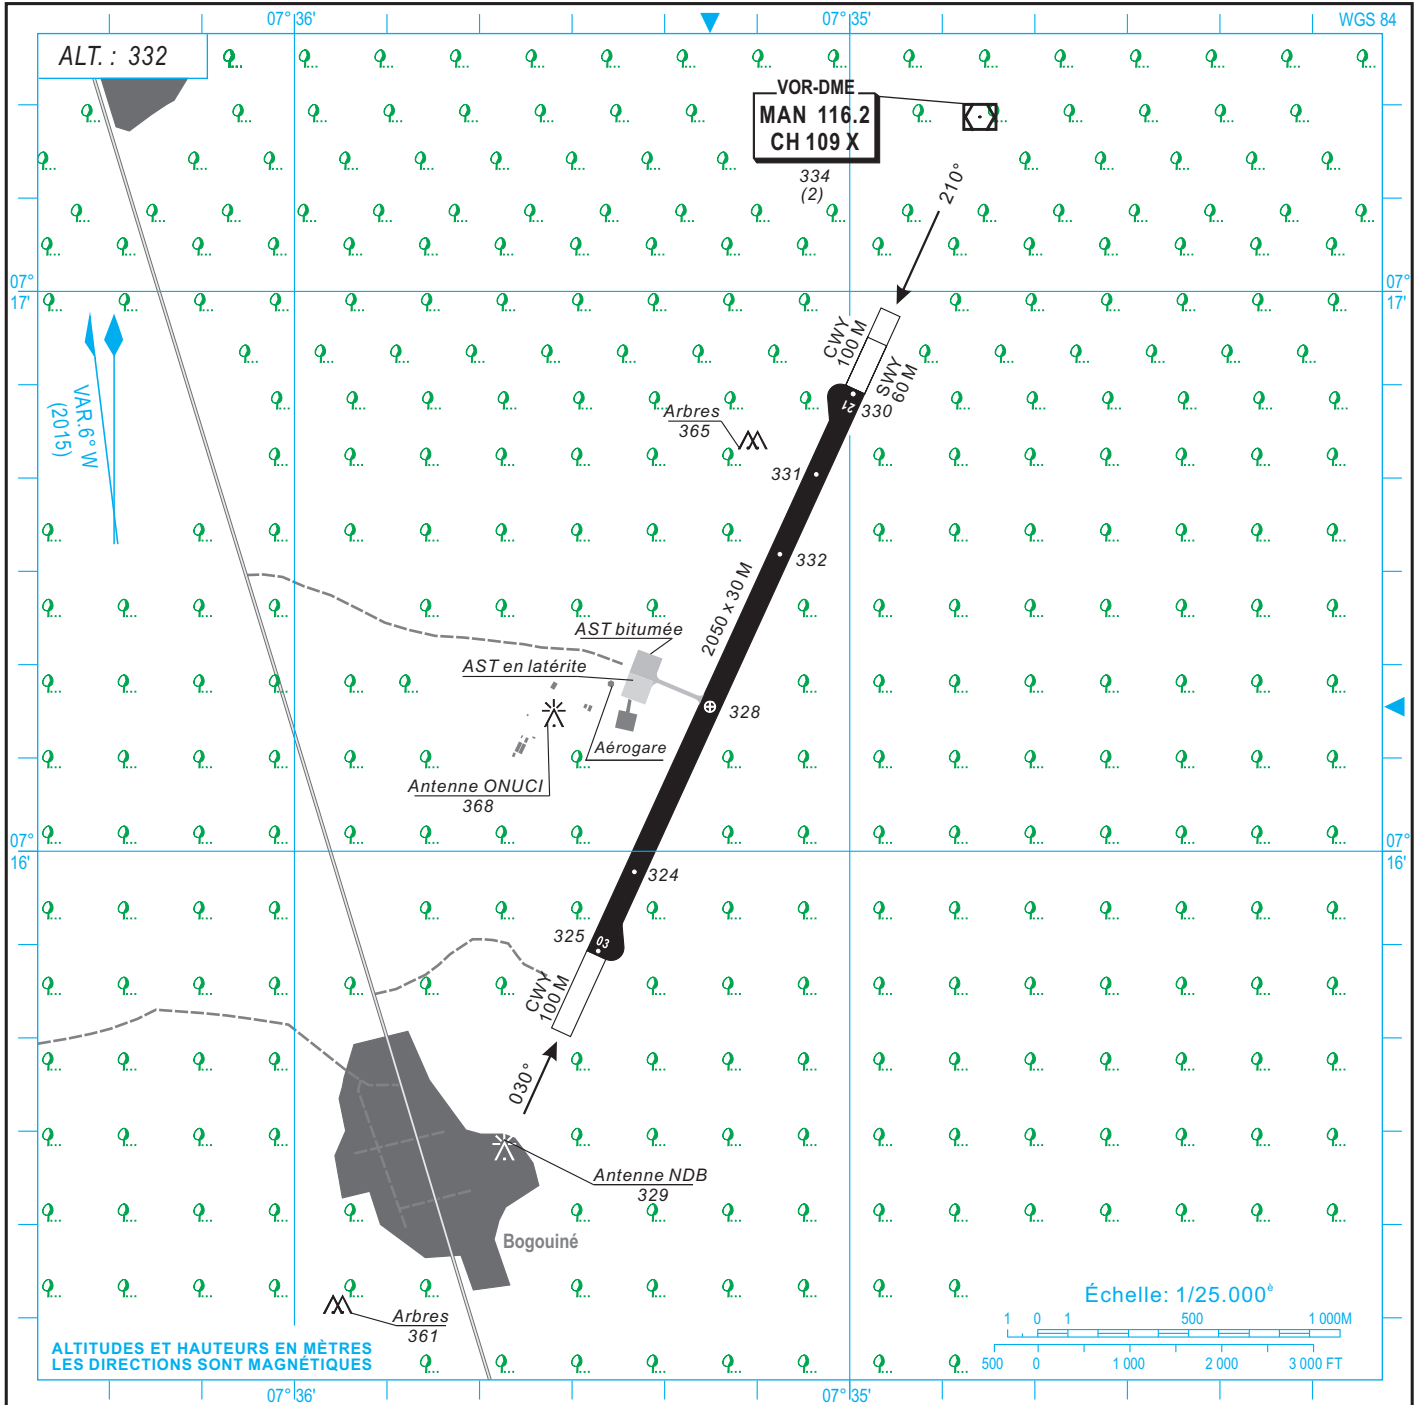 07° 36'
07° 35'
WGS 84
ALT. : 332
VOR-DME
MAN 116.2
CH 109 X
334
(2)
210°
07°
17'
07°
17'
CWY
100 M
SWY
60 M
VAR.6° W
(2015)
21
330
Arbres
365
331
332
2050 x 30 M
AST bitumée
AST en latérite
328
Aérogare
Antenne ONUCI
368
07°
16'
07°
16'
324
325
03
CWY
100 M
030°
Antenne NDB
329
Bogouiné
Arbres
361
Échelle: 1/25.000è
1 0 1 500 1 000M
500 0 1 000 2 000 3 000 FT
ALTITUDES ET HAUTEURS EN MÈTRES
LES DIRECTIONS SONT MAGNÉTIQUES
07° 36'
07° 35'